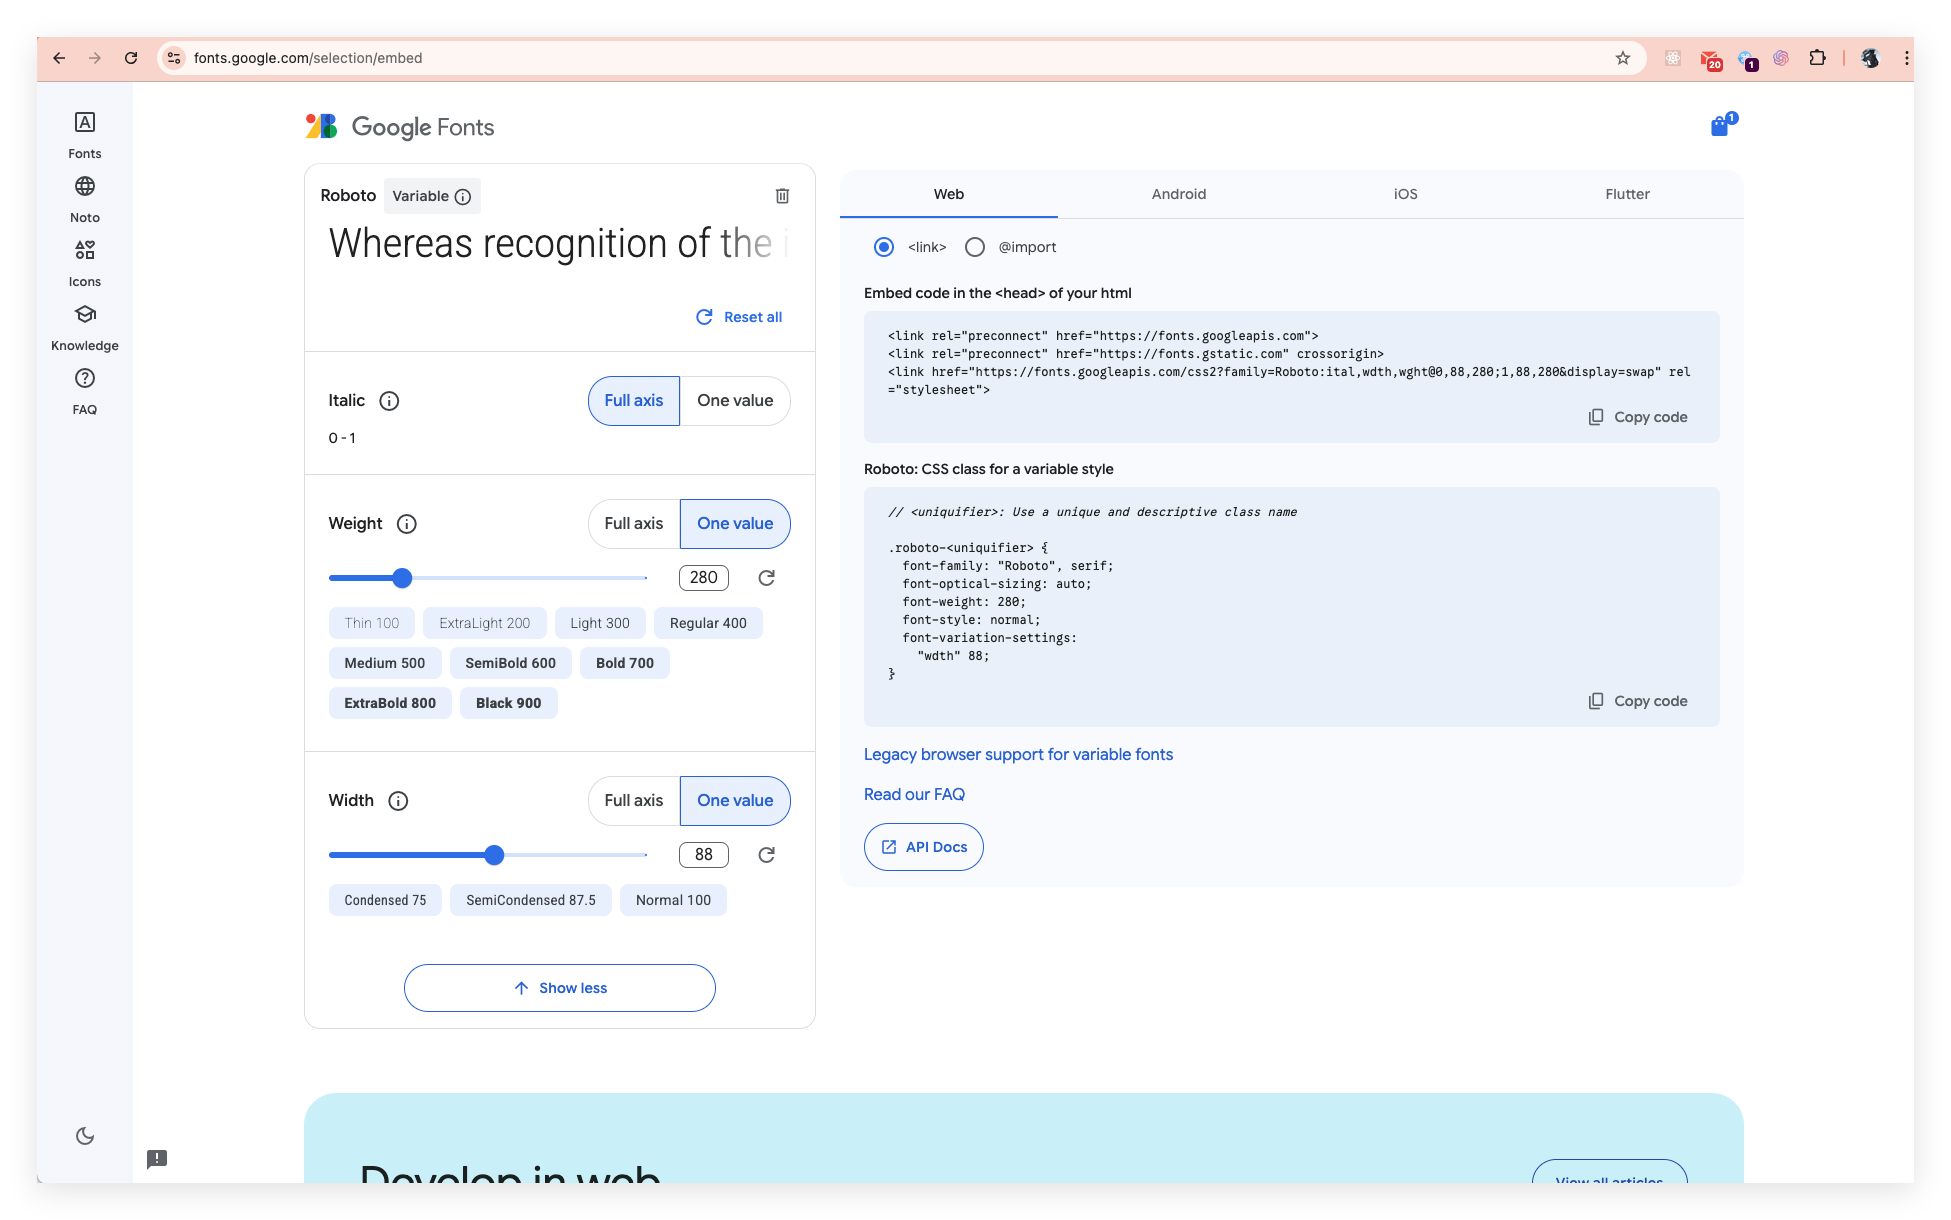 fonts.google.com/selection/embed
20
1
Fonts
Noto
Icons
Knowledge
FAQ
Google Fonts
1
Roboto
Variable
Whereas recognition of the i
Reset all
Italic
Full axis
One value
0 - 1
Weight
Full axis
One value
280
Thin 100
ExtraLight 200
Light 300
Regular 400
Medium 500
SemiBold 600
Bold 700
ExtraBold 800
Black 900
Width
Full axis
One value
88
Condensed 75
SemiCondensed 87.5
Normal 100
Show less
Web
Android
iOS
Flutter
<link>
@import
Embed code in the <head> of your html
<link rel="preconnect" href="https://fonts.googleapis.com">
<link rel="preconnect" href="https://fonts.gstatic.com" crossorigin>
<link href="https://fonts.googleapis.com/css2?family=Roboto:ital,wdth,wght@0,88,280;1,88,280&display=swap" rel
="stylesheet">
Copy code
Roboto: CSS class for a variable style
// <uniquifier>: Use a unique and descriptive class name
.roboto-<uniquifier> {
font-family: "Roboto", serif;
font-optical-sizing: auto;
font-weight: 280;
font-style: normal;
font-variation-settings:
"wdth" 88;
}
Copy code
Legacy browser support for variable fonts
Read our FAQ
API Docs
Develop in web
View all articles